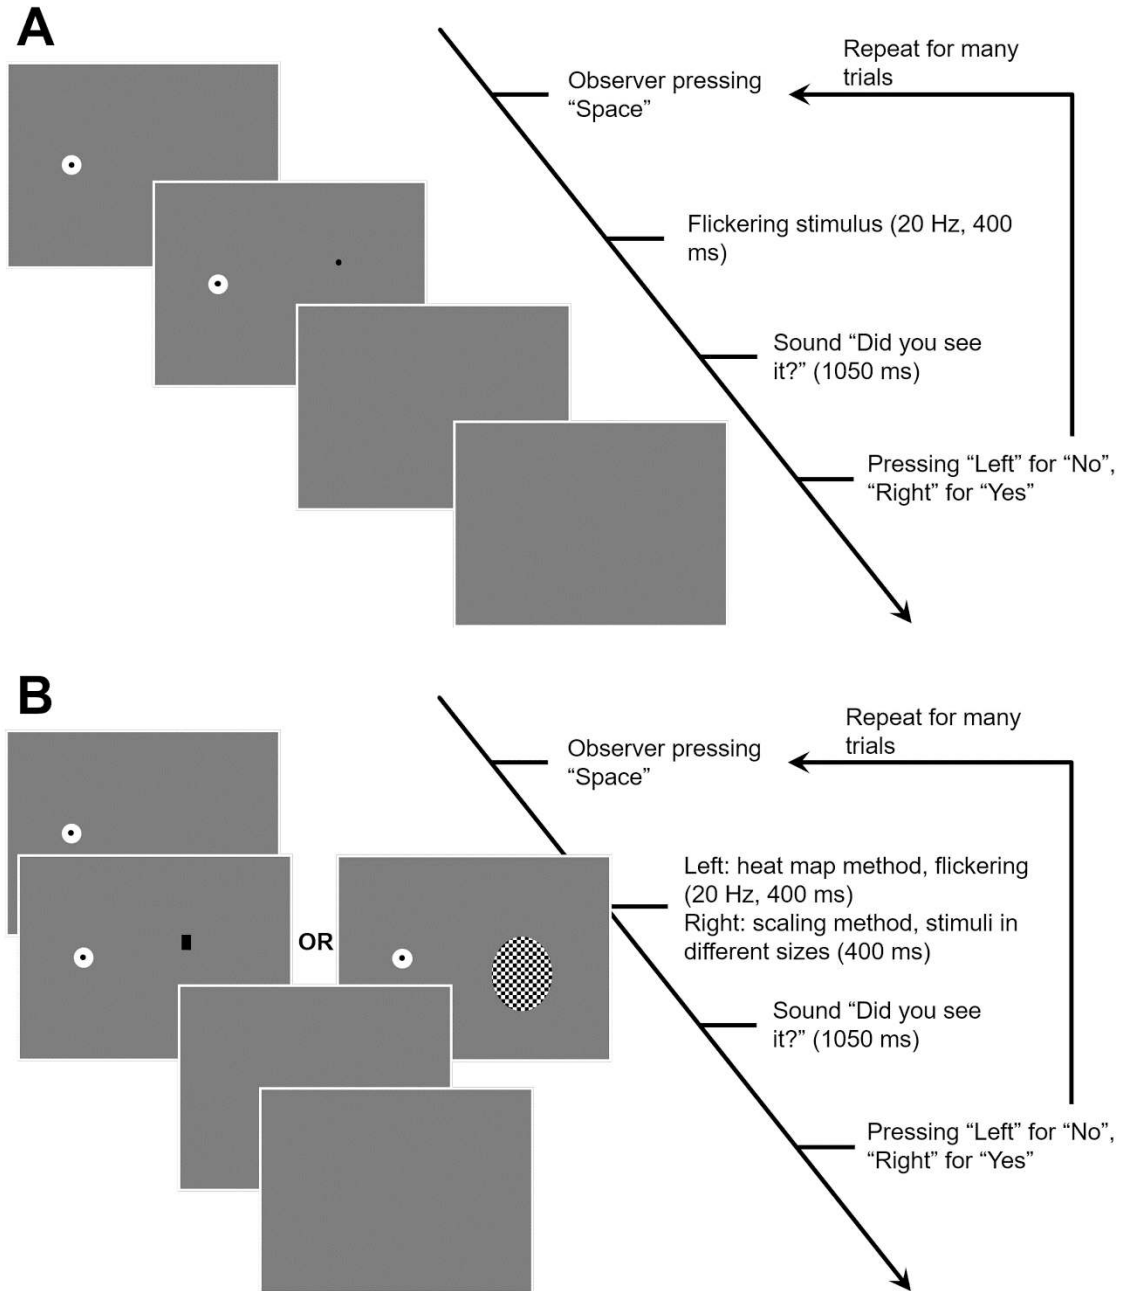 A
Repeat for many
trials
Observer pressing
“Space”
Flickering stimulus (20 Hz, 400
ms)
Sound “Did you see
it?” (1050 ms)
Pressing “Left” for “No”,
“Right” for “Yes”
B
Repeat for many
trials
Observer pressing
“Space”
Left: heat map method, flickering
(20 Hz, 400 ms)
Right: scaling method, stimuli in
different sizes (400 ms)
OR
Sound “Did you see
it?” (1050 ms)
Pressing “Left” for “No”,
“Right” for “Yes”